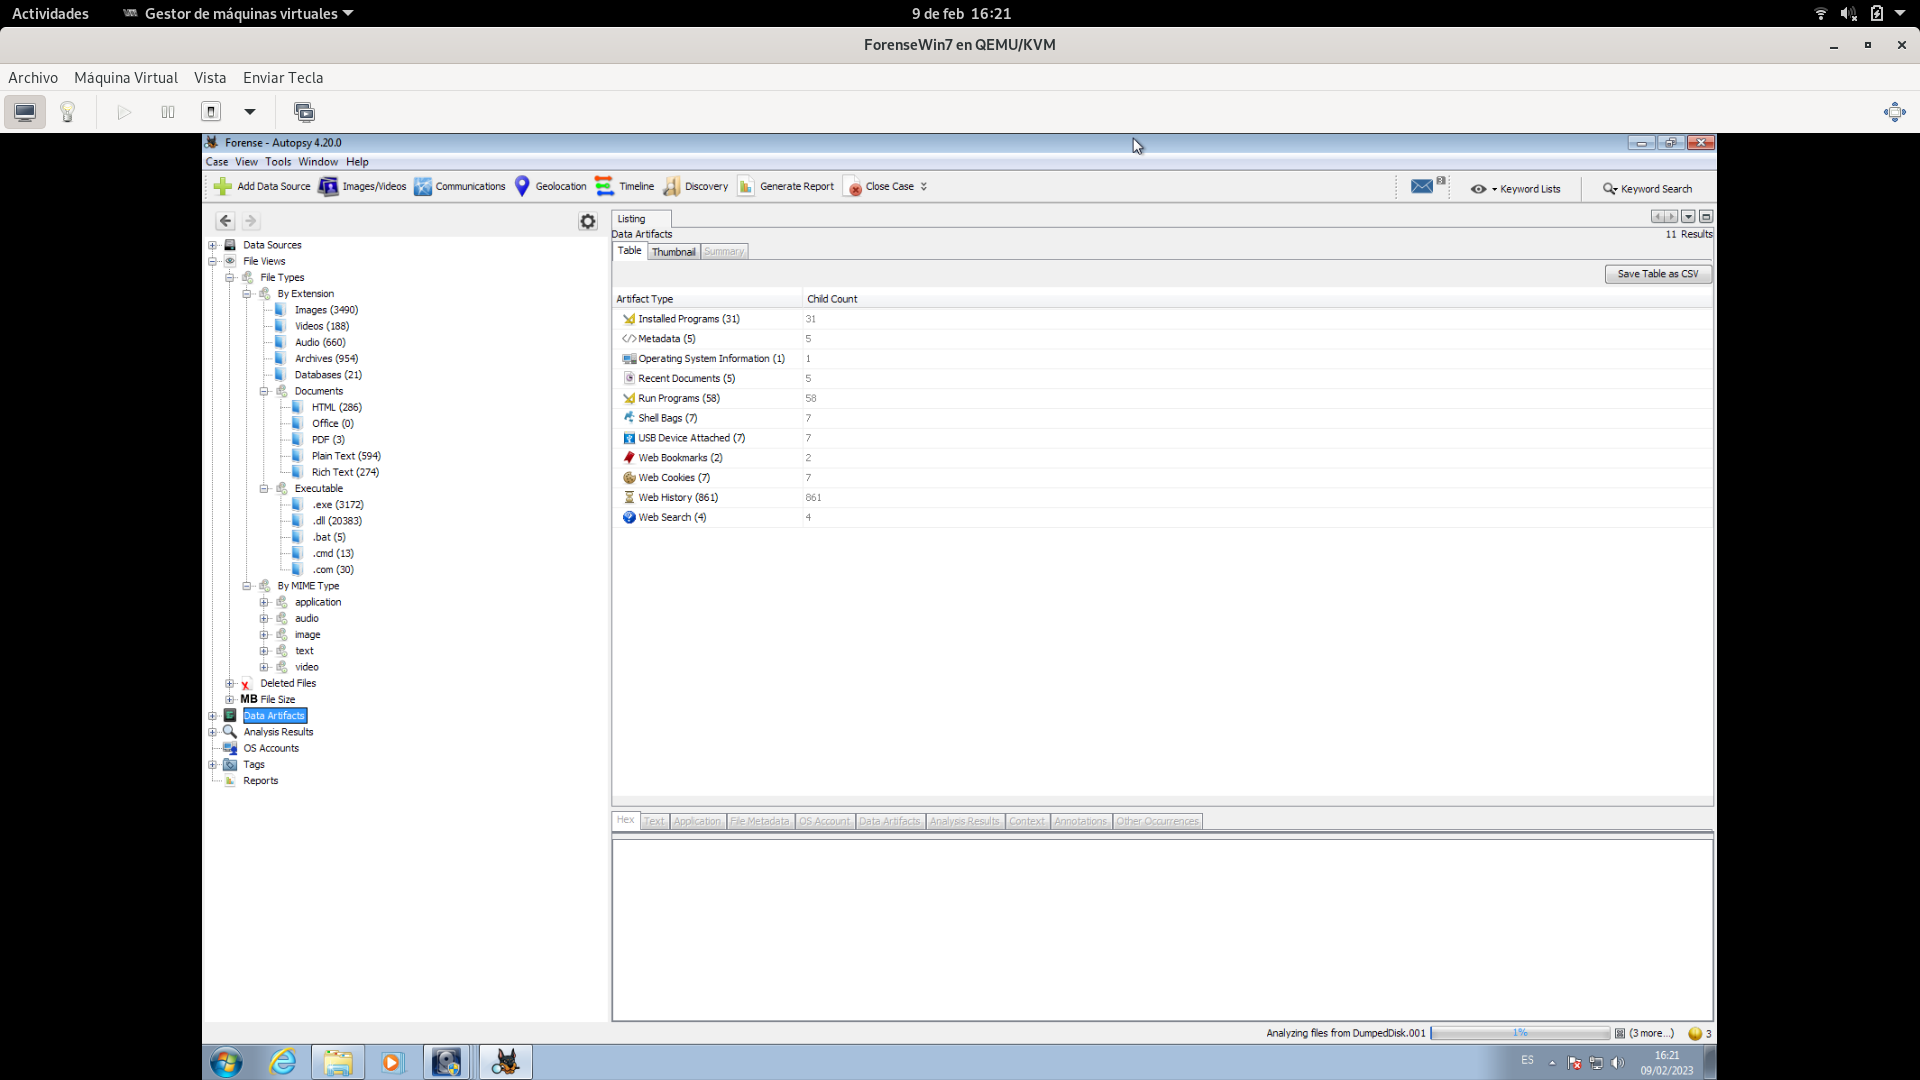 Actividades
Gestor de máquinas virtuales
9 de feb 16:21
ForenseWin7 en QEMU/KVM
Archivo Máquina Virtual Vista Enviar Tecla
Forense - Autopsy 4.20.0
Case View Tools Window Help
Add Data Source Images/Videos Communications Geolocation Timeline Discovery Generate Report Close Case
3
Keyword Lists
Keyword Search
Data Sources
File Views
File Types
By Extension
Images (3490)
Videos (188)
Audio (660)
Archives (954)
Databases (21)
Documents
HTML (286)
Office (0)
PDF (3)
Plain Text (594)
Rich Text (274)
Executable
.exe (3172)
.dll (20383)
.bat (5)
.cmd (13)
.com (30)
By MIME Type
application
audio
image
text
video
Deleted Files
MB File Size
Data Artifacts
Analysis Results
OS Accounts
Tags
Reports
Listing
Data Artifacts
11 Results
Table Thumbnail Summary
Save Table as CSV
Artifact Type Child Count
Installed Programs (31) 31
Metadata (5) 5
Operating System Information (1) 1
Recent Documents (5) 5
Run Programs (58) 58
Shell Bags (7) 7
USB Device Attached (7) 7
Web Bookmarks (2) 2
Web Cookies (7) 7
Web History (861) 861
Web Search (4) 4
Hex Text Application File Metadata OS Account Data Artifacts Analysis Results Context Annotations Other Occurrences
Analyzing files from DumpedDisk.001 1% (3 more...) 3
ES
16:21
09/02/2023